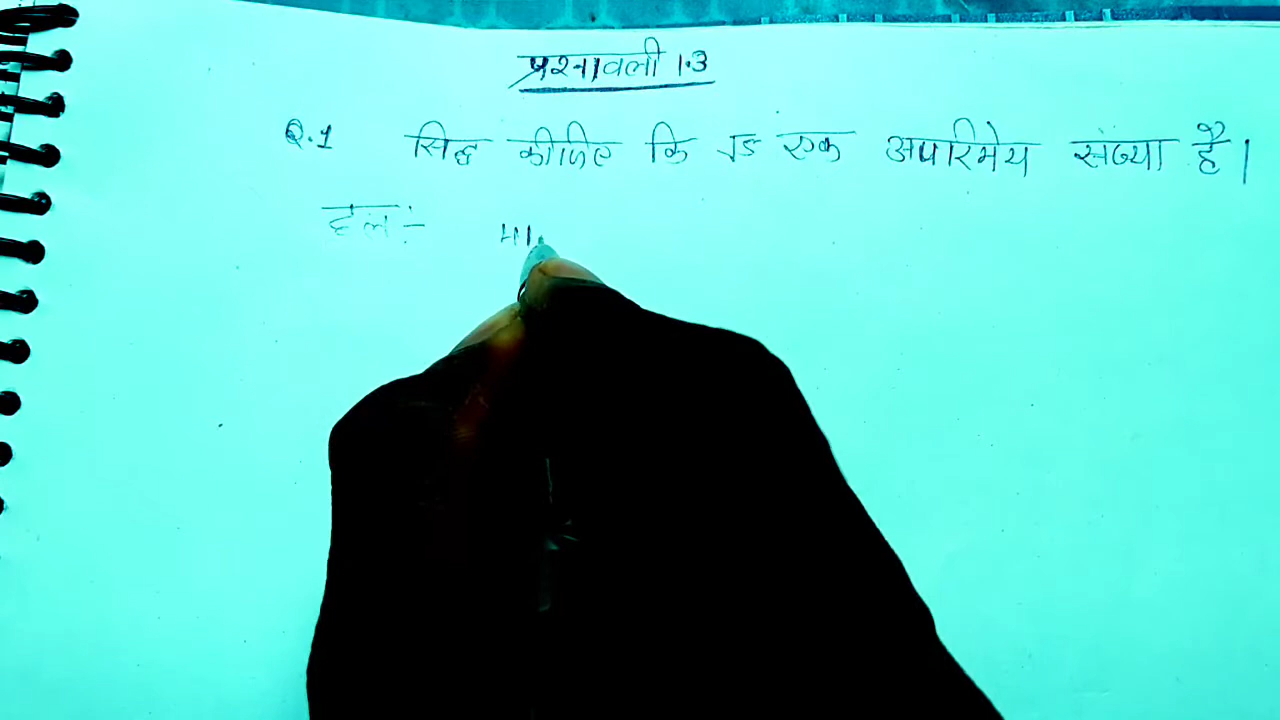 प्रश्नावली 1.3
Q.1 सिद्ध कीजिए कि √5 एक अपरिमेय संख्या है।
हल:- मा